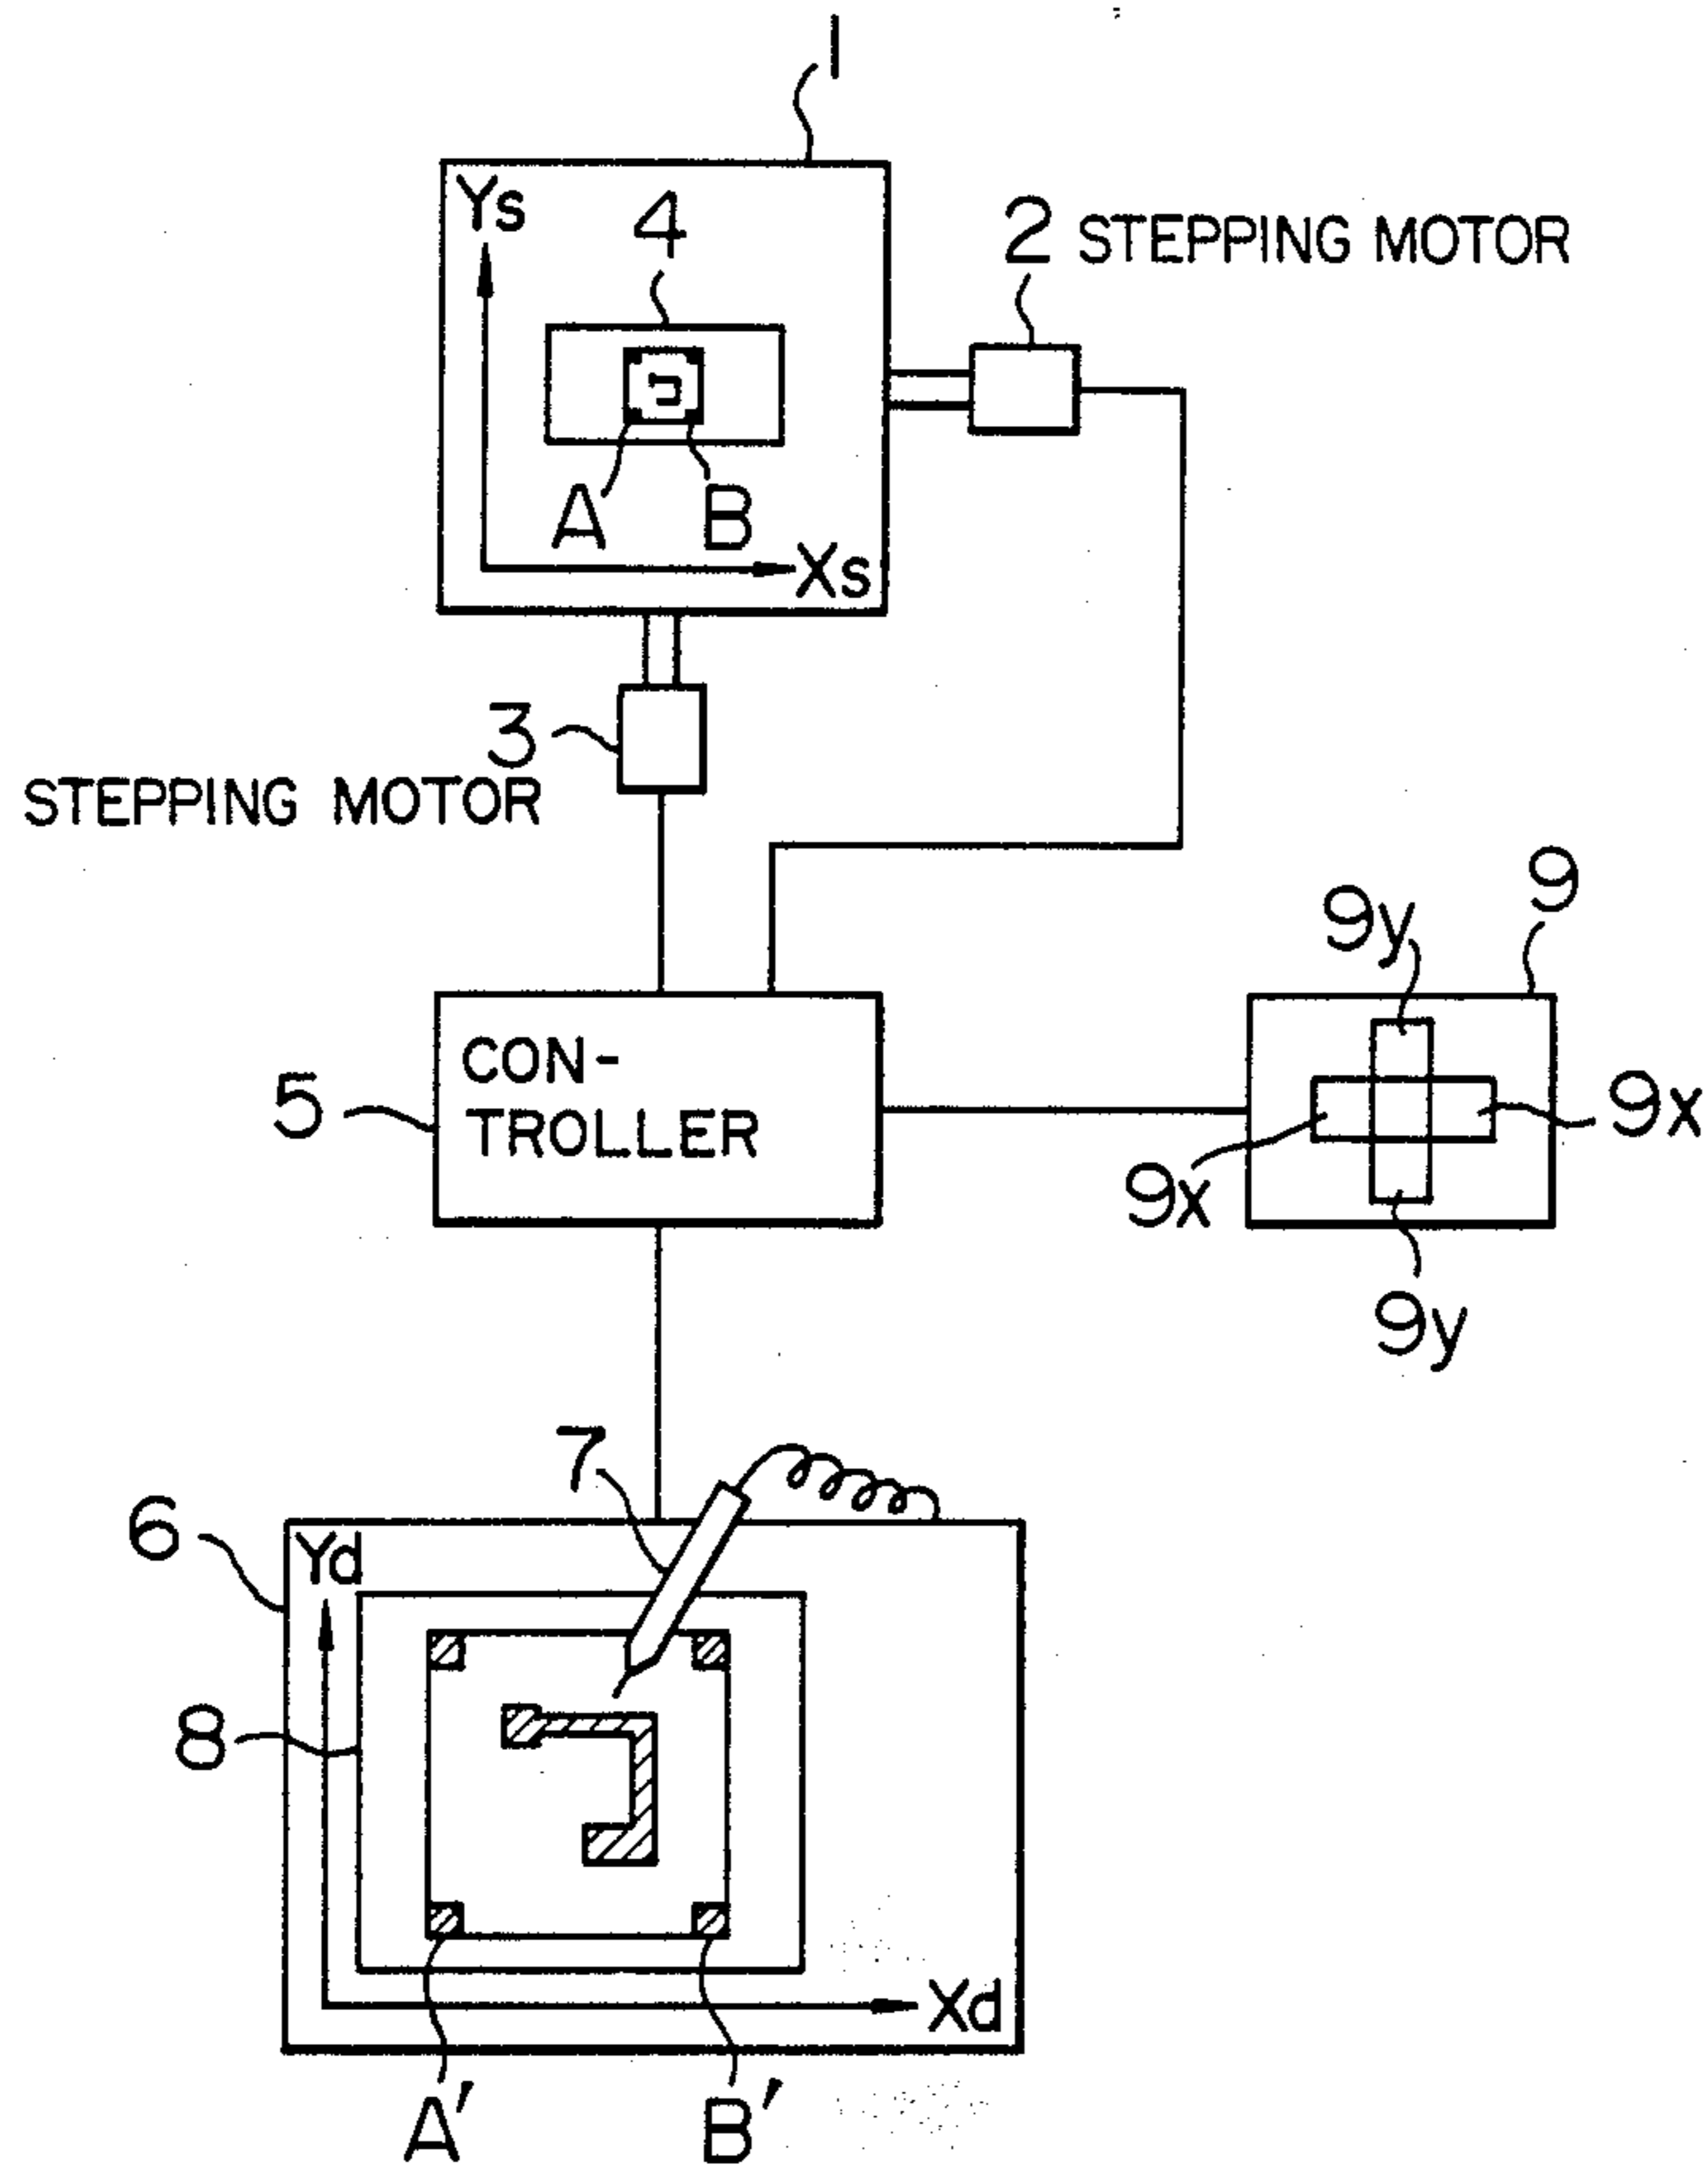 1
Ys
4
2 STEPPING MOTOR
A
B
Xs
3
STEPPING MOTOR
9y
9
CON-
TROLLER
5
9x
9x
9y
7
6
Yd
8
Xd
A'
B'